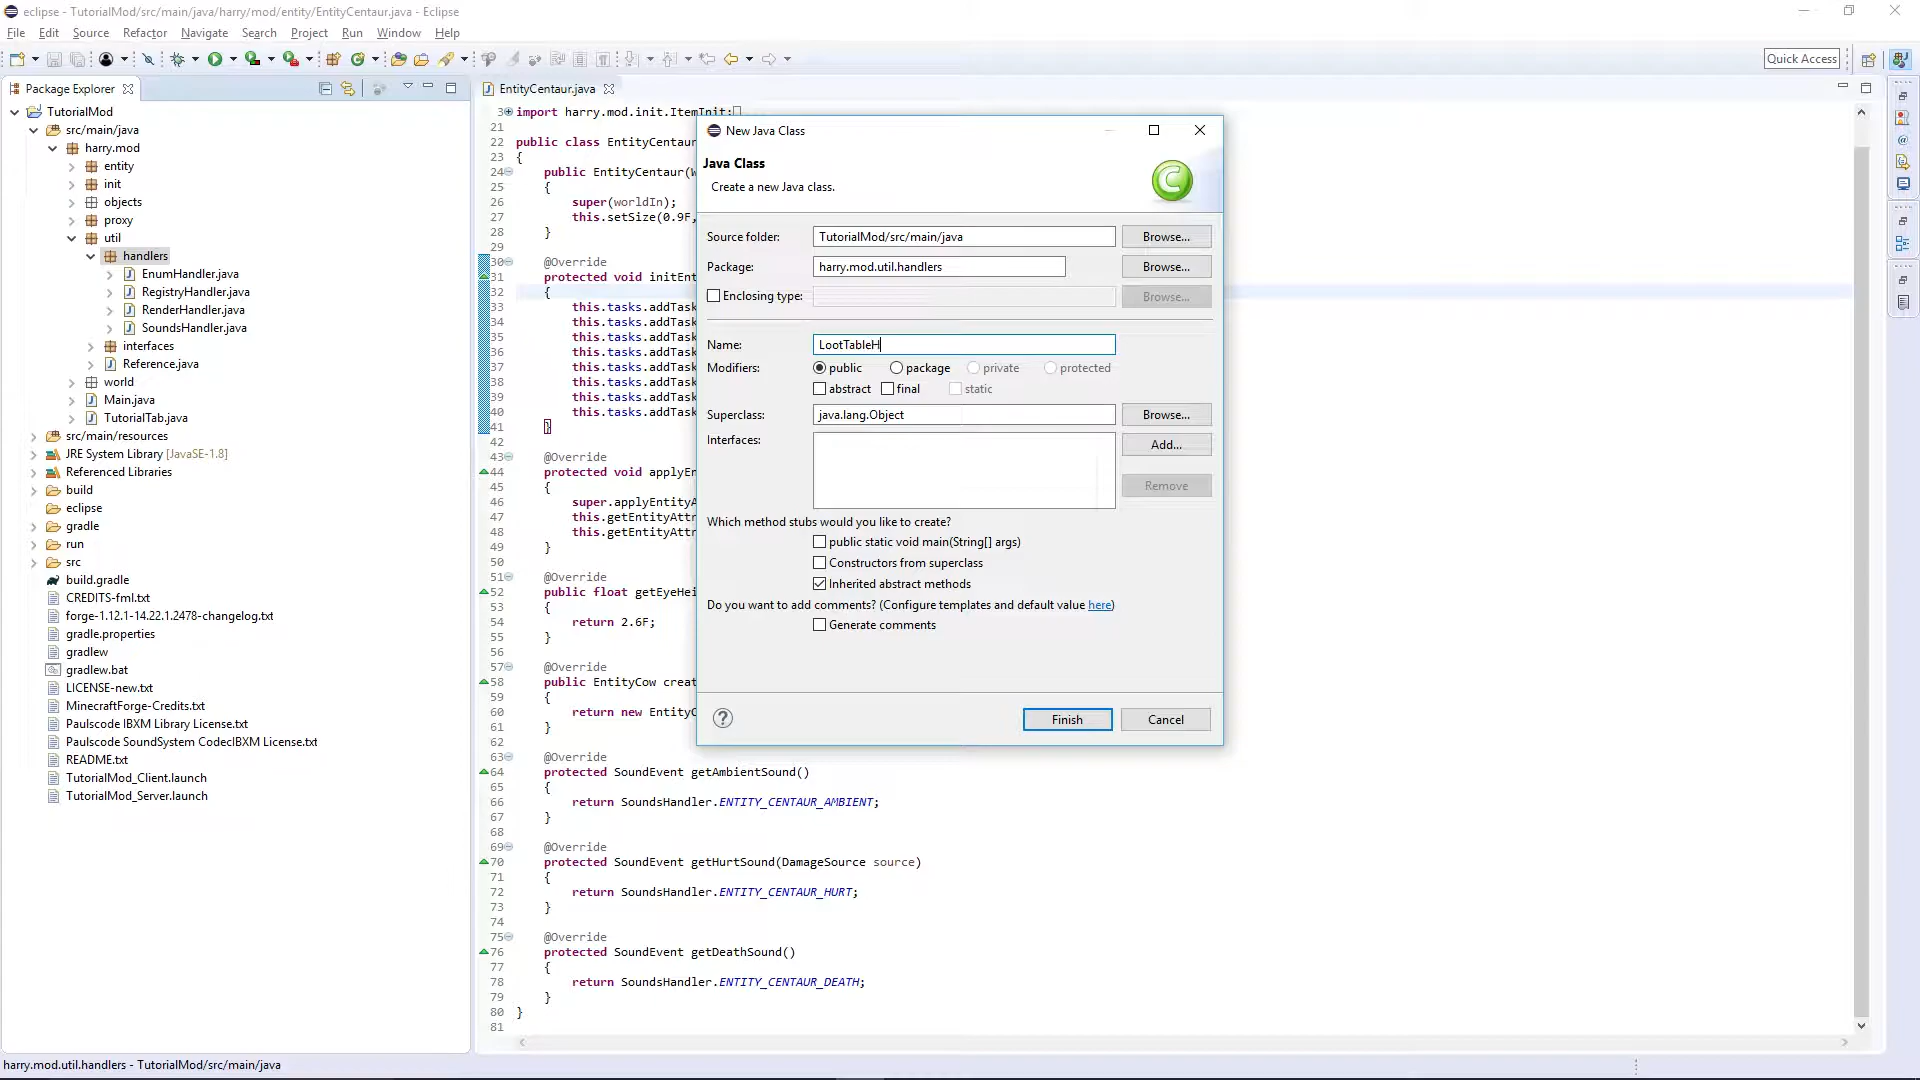 eclipse - TutorialMod/src/main/java/harry/mod/entity/EntityCentaur.java - Eclipse
File Edit Source Refactor Navigate Search Project Run Window Help
Quick Access
Package Explorer
EntityCentaur.java
TutorialMod
src/main/java
harry.mod
entity
init
objects
proxy
util
handlers
EnumHandler.java
RegistryHandler.java
RenderHandler.java
SoundsHandler.java
interfaces
Reference.java
world
Main.java
TutorialTab.java
src/main/resources
JRE System Library [JavaSE-1.8]
Referenced Libraries
build
eclipse
gradle
run
src
build.gradle
CREDITS-fml.txt
forge-1.12.1-14.22.1.2478-changelog.txt
gradle.properties
gradlew
gradlew.bat
LICENSE-new.txt
MinecraftForge-Credits.txt
Paulscode IBXM Library License.txt
Paulscode SoundSystem CodecIBXM License.txt
README.txt
TutorialMod_Client.launch
TutorialMod_Server.launch
3 import harry.mod.init.ItemInit;
21
22 public class EntityCentaur
23 {
24 public EntityCentaur(W
25 {
26 super(worldIn);
27 this.setSize(0.9F,
28 }
29
30 @Override
31 protected void initEnt
32 {
33 this.tasks.addTask
34 this.tasks.addTask
35 this.tasks.addTask
36 this.tasks.addTask
37 this.tasks.addTask
38 this.tasks.addTask
39 this.tasks.addTask
40 this.tasks.addTask
41 }
42
43 @Override
44 protected void applyEn
45 {
46 super.applyEntityA
47 this.getEntityAttr
48 this.getEntityAttr
49 }
50
51 @Override
52 public float getEyeHei
53 {
54 return 2.6F;
55 }
56
57 @Override
58 public EntityCow creat
59 {
60 return new EntityC
61 }
62
63 @Override
64 protected SoundEvent getAmbientSound()
65 {
66 return SoundsHandler.ENTITY_CENTAUR_AMBIENT;
67 }
68
69 @Override
70 protected SoundEvent getHurtSound(DamageSource source)
71 {
72 return SoundsHandler.ENTITY_CENTAUR_HURT;
73 }
74
75 @Override
76 protected SoundEvent getDeathSound()
77 {
78 return SoundsHandler.ENTITY_CENTAUR_DEATH;
79 }
80 }
81
New Java Class
Java Class
Create a new Java class.
Source folder: TutorialMod/src/main/java Browse...
Package: harry.mod.util.handlers Browse...
Enclosing type: Browse...
Name: LootTableH
Modifiers: public package private protected
abstract final static
Superclass: java.lang.Object Browse...
Interfaces: Add...
Remove
Which method stubs would you like to create?
public static void main(String[] args)
Constructors from superclass
Inherited abstract methods
Do you want to add comments? (Configure templates and default value here)
Generate comments
? Finish Cancel
harry.mod.util.handlers - TutorialMod/src/main/java